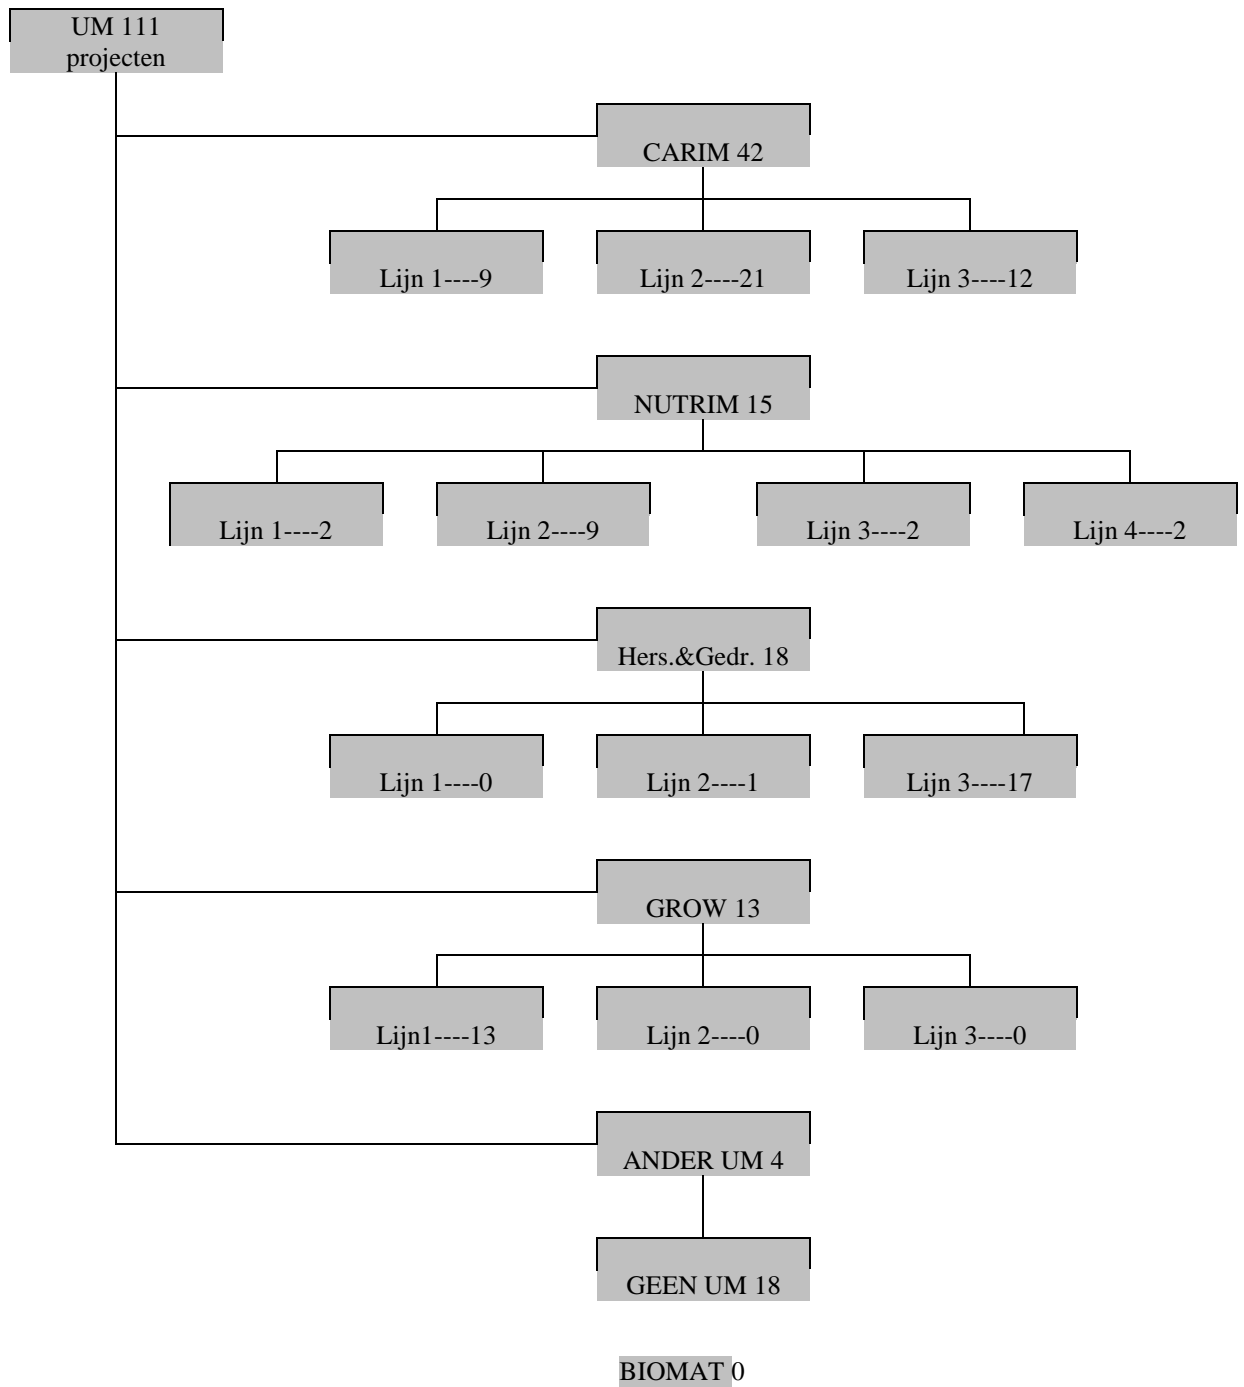 UM 111
projecten
CARIM 42
Lijn 1----9 Lijn 2----21 Lijn 3----12
NUTRIM 15
Lijn 1----2 Lijn 2----9 Lijn 3----2 Lijn 4----2
Hers.&Gedr. 18
Lijn 1----0 Lijn 2----1 Lijn 3----17
GROW 13
Lijn1----13 Lijn 2----0 Lijn 3----0
ANDER UM 4
GEEN UM 18
BIOMAT 0